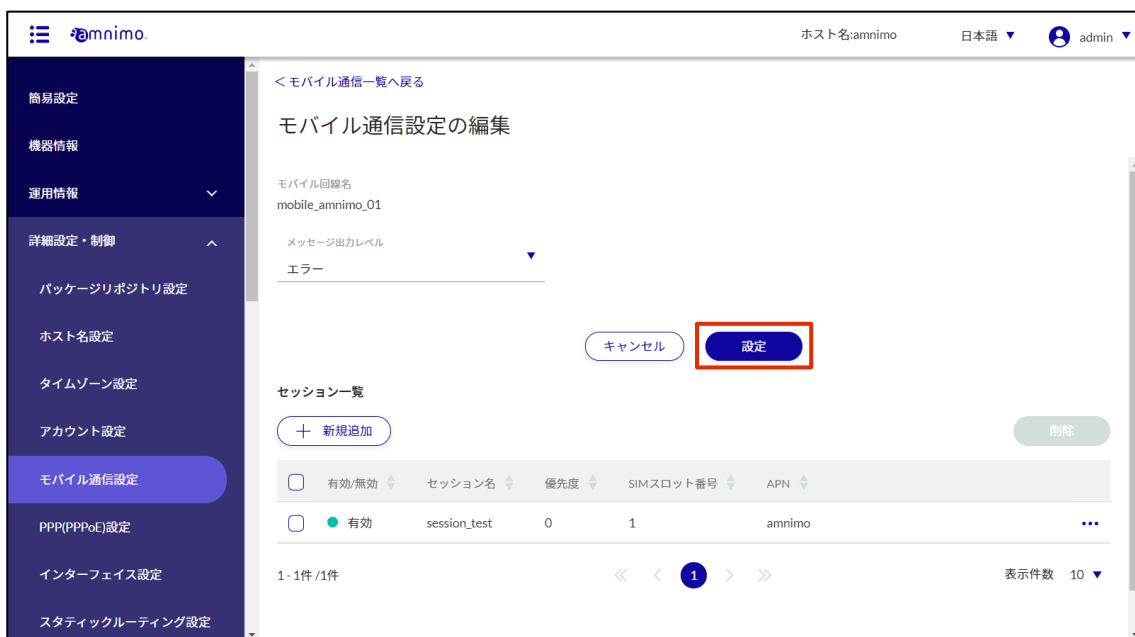 amnimo.
ホスト名:amnimo
日本語
admin
簡易設定
機器情報
運用情報
詳細設定・制御
パッケージリポジトリ設定
ホスト名設定
タイムゾーン設定
アカウント設定
モバイル通信設定
PPP(PPPoE)設定
インターフェイス設定
スタティックルーティング設定
＜モバイル通信一覧へ戻る
モバイル通信設定の編集
モバイル回線名
mobile_amnimo_01
メッセージ出力レベル
エラー
キャンセル 設定
セッション一覧
＋ 新規追加 削除
有効/無効 セッション名 優先度 SIMスロット番号 APN
有効 session_test 0 1 amnimo
1 - 1件 /1件 1 表示件数 10